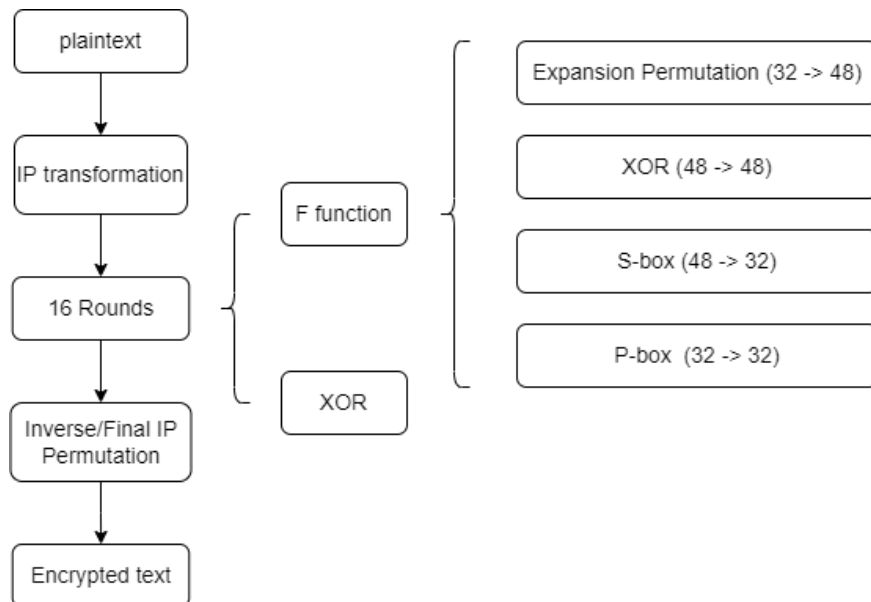 plaintext
IP transformation
16 Rounds
Inverse/Final IP
Permutation
Encrypted text
F function
XOR
Expansion Permutation (32 -> 48)
XOR (48 -> 48)
S-box (48 -> 32)
P-box (32 -> 32)